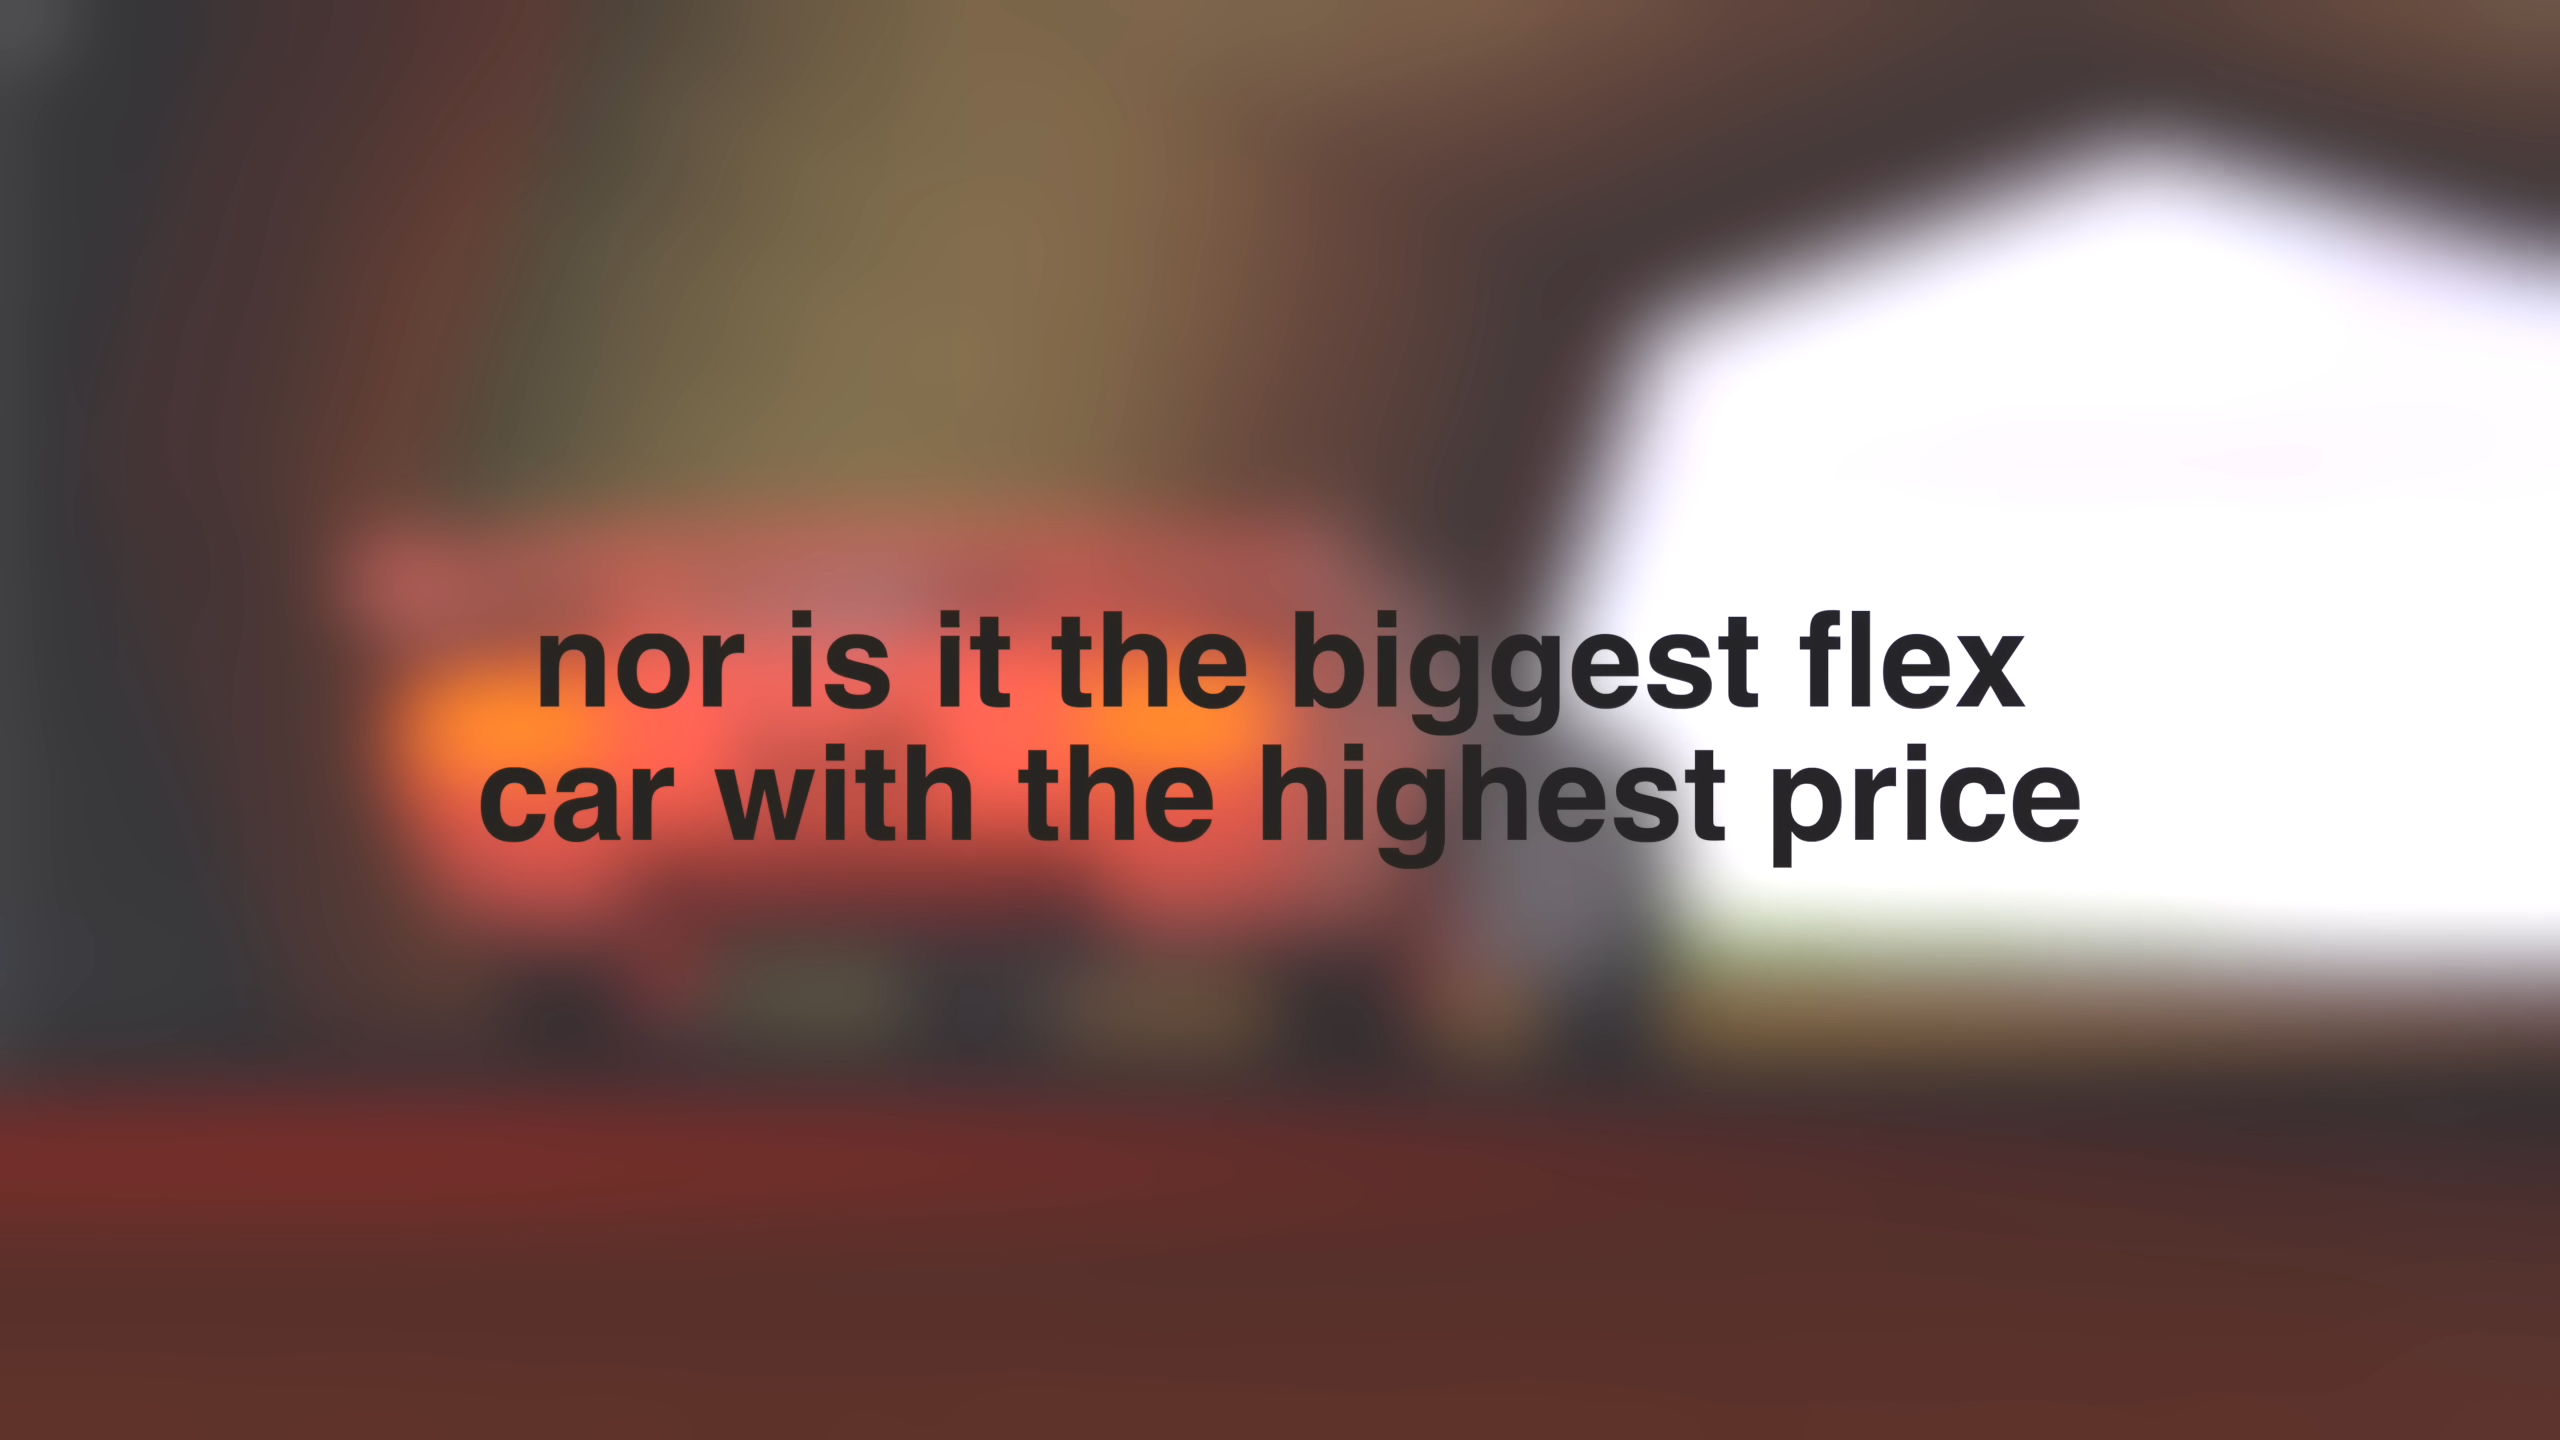 nor is it the biggest flex
car with the highest price